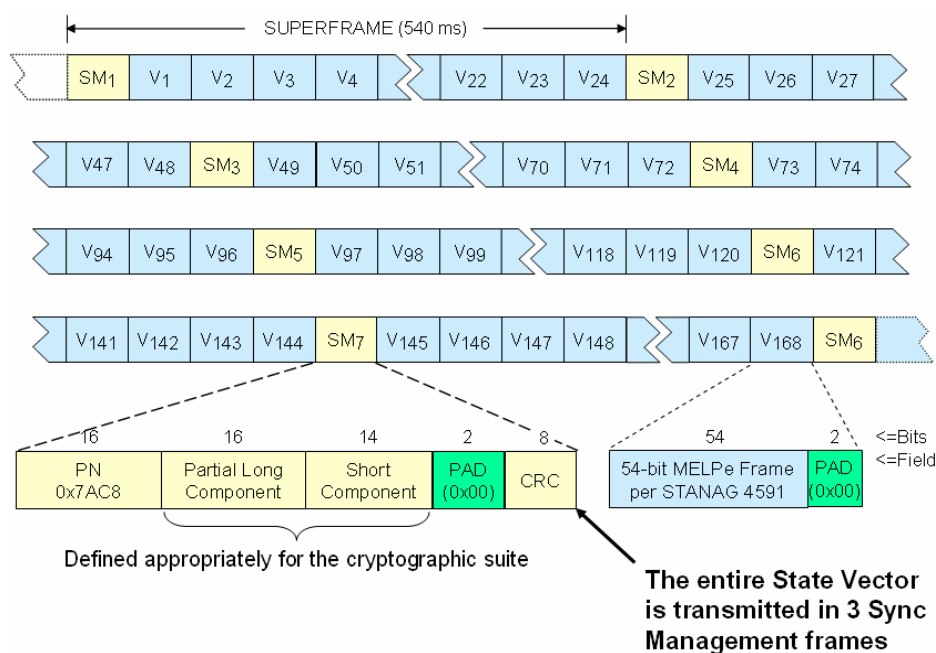 SUPERFRAME (540 ms)
SM1 V1 V2 V3 V4 V22 V23 V24 SM2 V25 V26 V27
V47 V48 SM3 V49 V50 V51 V70 V71 V72 SM4 V73 V74
V94 V95 V96 SM5 V97 V98 V99 V118 V119 V120 SM6 V121
V141 V142 V143 V144 SM7 V145 V146 V147 V148 V167 V168 SM6
16 16 14 2 8 54 2 <=Bits
<=Field
PN
0x7AC8
Partial Long
Component
Short
Component
PAD
(0x00)
CRC
54-bit MELPe Frame
per STANAG 4591
PAD
(0x00)
Defined appropriately for the cryptographic suite
The entire State Vector
is transmitted in 3 Sync
Management frames